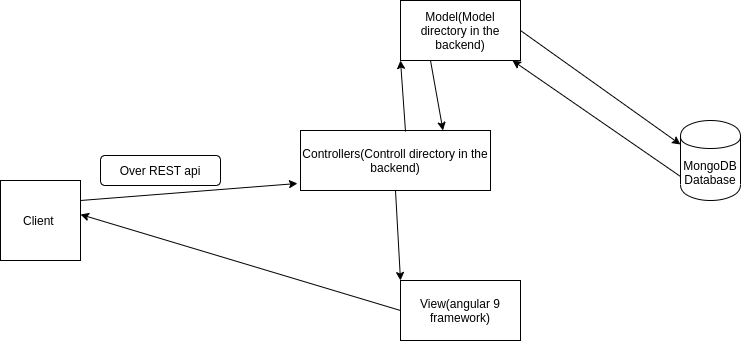 Model(Model
directory in the
backend)
Over REST api
Controllers(Controll directory in the
backend)
MongoDB
Database
Client
View(angular 9
framework)